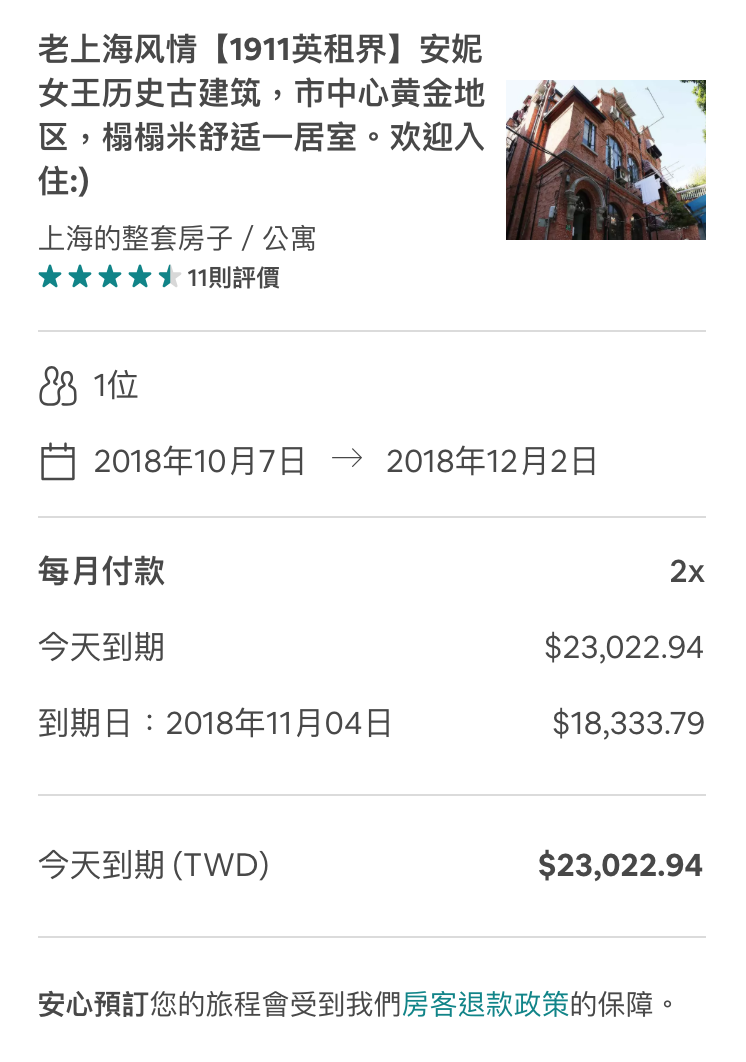 老上海风情【1911英租界】安妮
女王历史古建筑，市中心黄金地
区，榻榻米舒适一居室。欢迎入
住:)
上海的整套房子 / 公寓
11則評價
1位
2018年10月7日 → 2018年12月2日
每月付款 2x
今天到期 $23,022.94
到期日：2018年11月04日 $18,333.79
今天到期 (TWD) $23,022.94
安心預訂您的旅程會受到我們房客退款政策的保障。